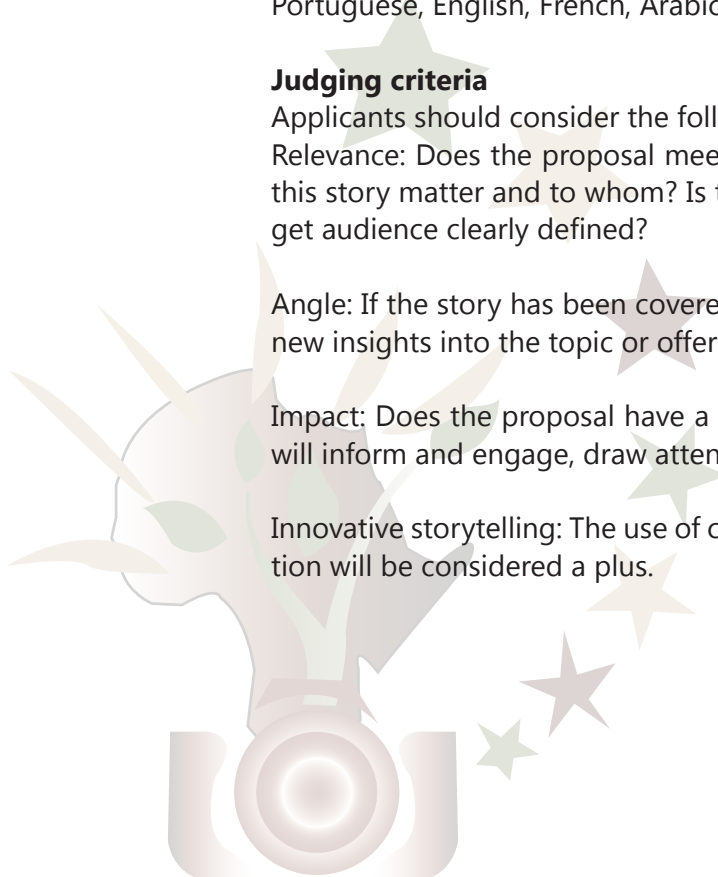 Portuguese, English, French, Arabic
Judging criteria
Applicants should consider the foll
Relevance: Does the proposal mee
this story matter and to whom? Is t
get audience clearly defined?
Angle: If the story has been covere
new insights into the topic or offer
Impact: Does the proposal have a
will inform and engage, draw atten
Innovative storytelling: The use of c
tion will be considered a plus.